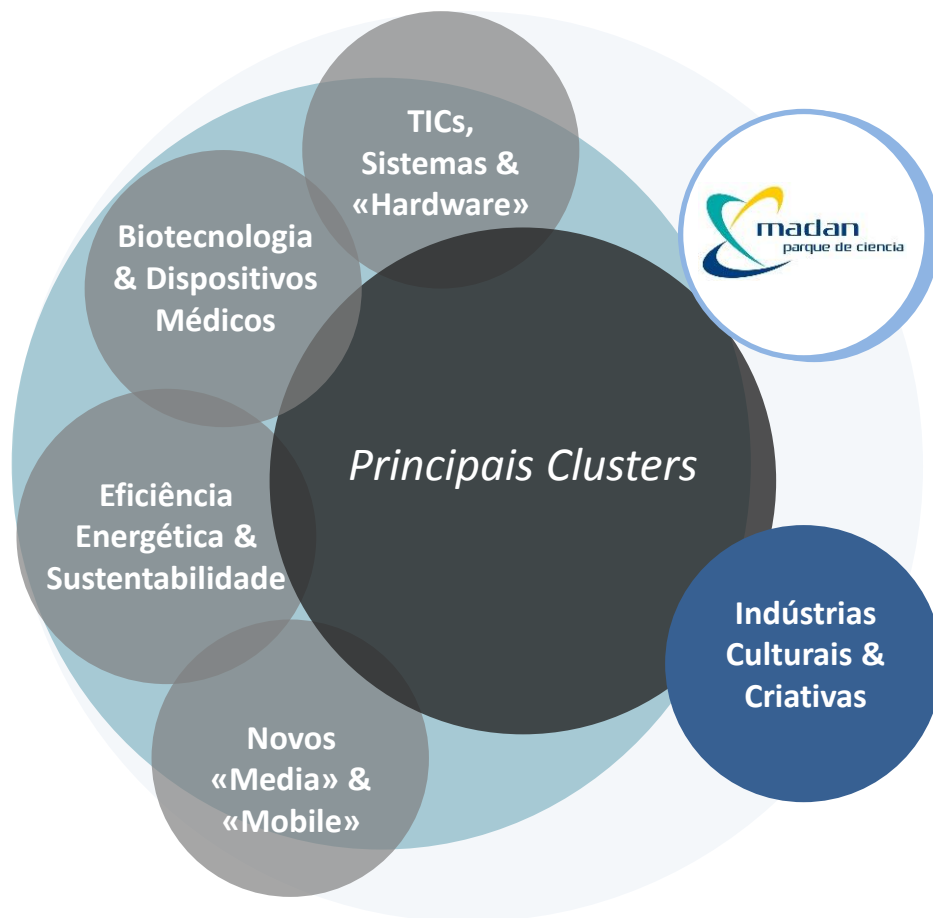 TICs,
Sistemas &
«Hardware»
Biotecnologia
& Dispositivos
Médicos
madan
parque de ciencia
Principais Clusters
Eficiência
Energética &
Sustentabilidade
Indústrias
Culturais &
Criativas
Novos
«Media» &
«Mobile»